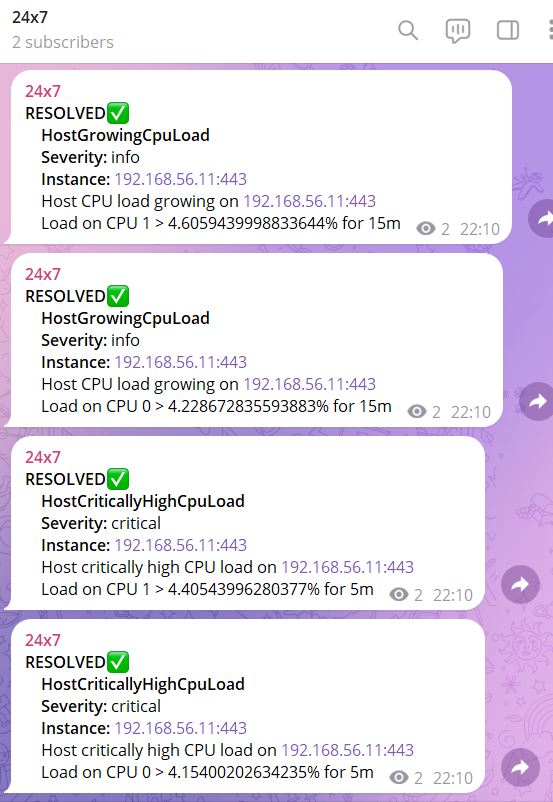 24x7
2 subscribers
24x7
RESOLVED✅
HostGrowingCpuLoad
Severity: info
Instance: 192.168.56.11:443
Host CPU load growing on 192.168.56.11:443
Load on CPU 1 > 4.6059439998833644% for 15m
2 22:10
24x7
RESOLVED✅
HostGrowingCpuLoad
Severity: info
Instance: 192.168.56.11:443
Host CPU load growing on 192.168.56.11:443
Load on CPU 0 > 4.228672835593883% for 15m
2 22:10
24x7
RESOLVED✅
HostCriticallyHighCpuLoad
Severity: critical
Instance: 192.168.56.11:443
Host critically high CPU load on 192.168.56.11:443
Load on CPU 1 > 4.40543996280377% for 5m
2 22:10
24x7
RESOLVED✅
HostCriticallyHighCpuLoad
Severity: critical
Instance: 192.168.56.11:443
Host critically high CPU load on 192.168.56.11:443
Load on CPU 0 > 4.15400202634235% for 5m
2 22:10